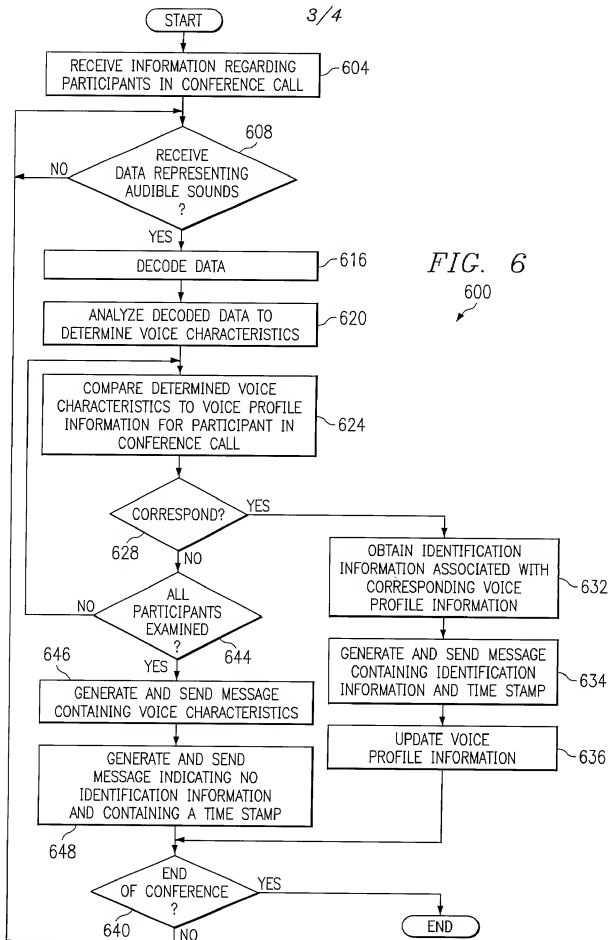 START
3/4
RECEIVE INFORMATION REGARDING
PARTICIPANTS IN CONFERENCE CALL
604
608
RECEIVE
DATA REPRESENTING
AUDIBLE SOUNDS
?
NO
YES
DECODE DATA
616
FIG. 6
600
ANALYZE DECODED DATA TO
DETERMINE VOICE CHARACTERISTICS
620
COMPARE DETERMINED VOICE
CHARACTERISTICS TO VOICE PROFILE
INFORMATION FOR PARTICIPANT IN
CONFERENCE CALL
624
CORRESPOND?
YES
628
NO
OBTAIN IDENTIFICATION
INFORMATION ASSOCIATED WITH
CORRESPONDING VOICE
PROFILE INFORMATION
632
ALL
PARTICIPANTS
EXAMINED
?
NO
644
YES
646
GENERATE AND SEND MESSAGE
CONTAINING VOICE CHARACTERISTICS
GENERATE AND SEND MESSAGE
CONTAINING IDENTIFICATION
INFORMATION AND TIME STAMP
634
UPDATE VOICE
PROFILE INFORMATION
636
GENERATE AND SEND
MESSAGE INDICATING NO
IDENTIFICATION INFORMATION
AND CONTAINING A TIME STAMP
648
END
OF CONFERENCE
?
YES
640
NO
END